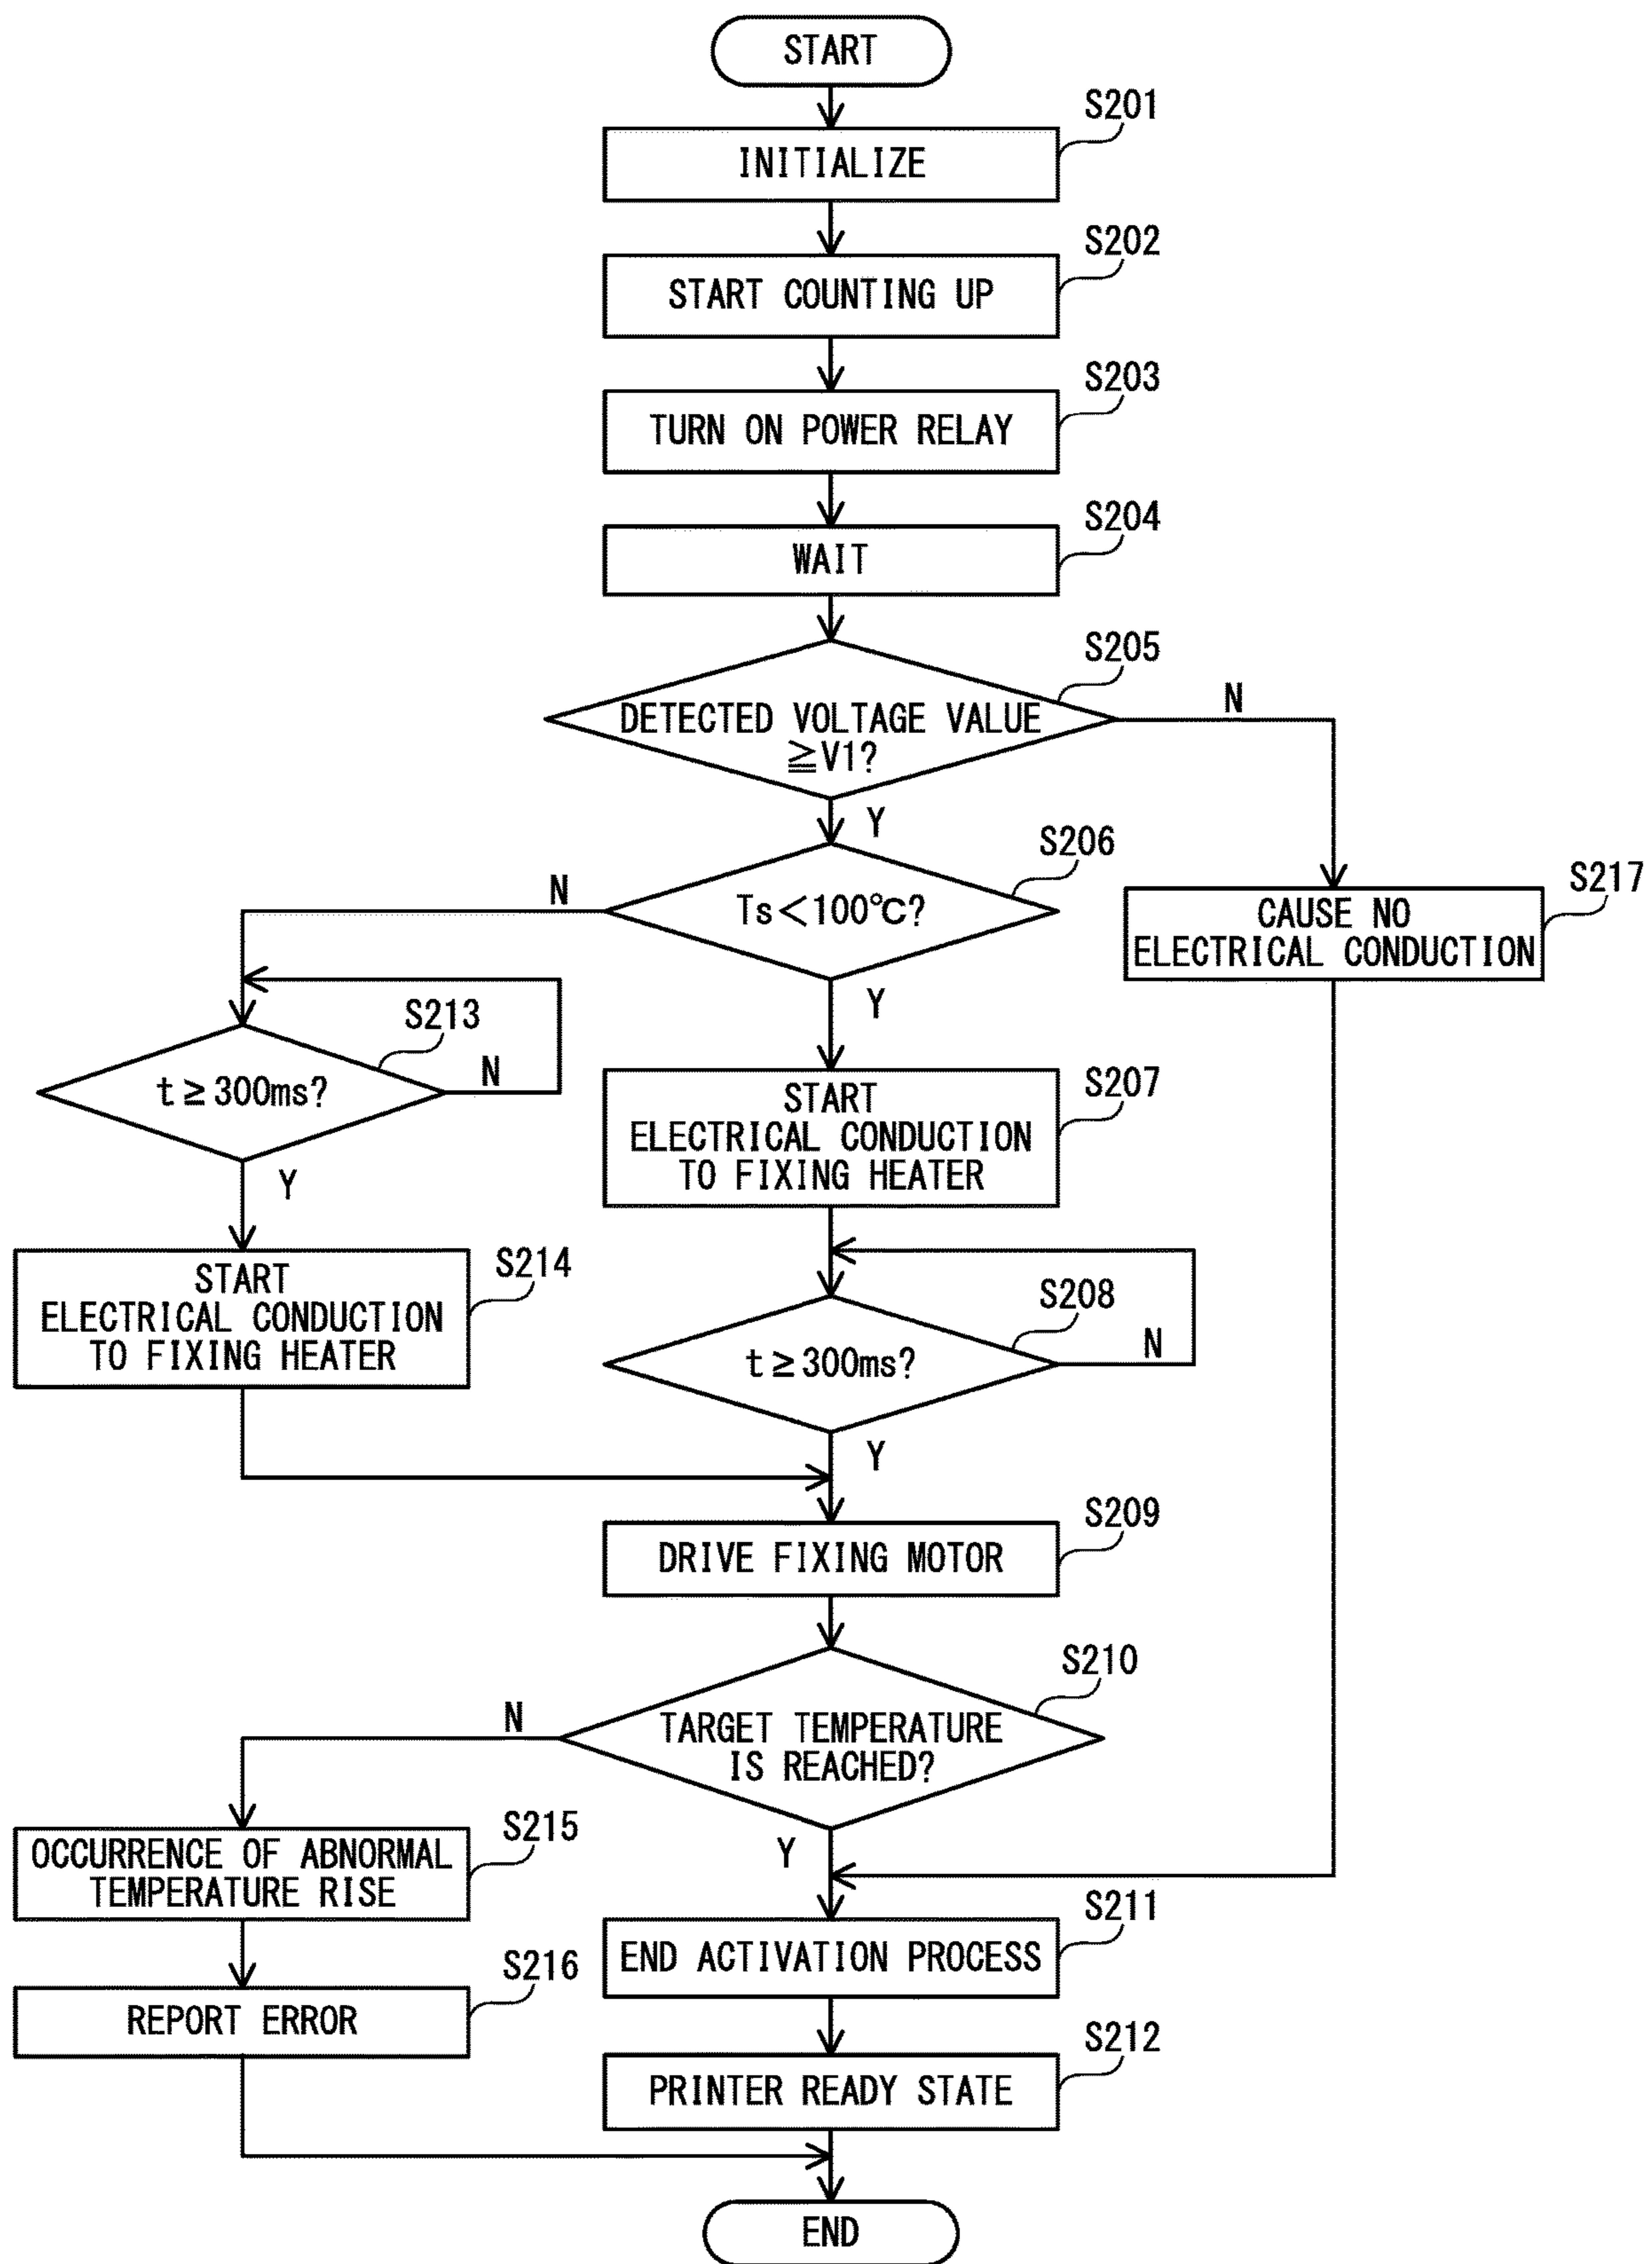 START
S201
INITIALIZE
S202
START COUNTING UP
S203
TURN ON POWER RELAY
S204
WAIT
S205
DETECTED VOLTAGE VALUE
≧V1?
N
Y
S206
Ts<100℃?
N
Y
S217
CAUSE NO
ELECTRICAL CONDUCTION
S213
t≥300ms?
N
Y
S207
START
ELECTRICAL CONDUCTION
TO FIXING HEATER
S214
START
ELECTRICAL CONDUCTION
TO FIXING HEATER
S208
t≥300ms?
N
Y
S209
DRIVE FIXING MOTOR
S210
TARGET TEMPERATURE
IS REACHED?
N
Y
S215
OCCURRENCE OF ABNORMAL
TEMPERATURE RISE
S211
END ACTIVATION PROCESS
S216
REPORT ERROR
S212
PRINTER READY STATE
END